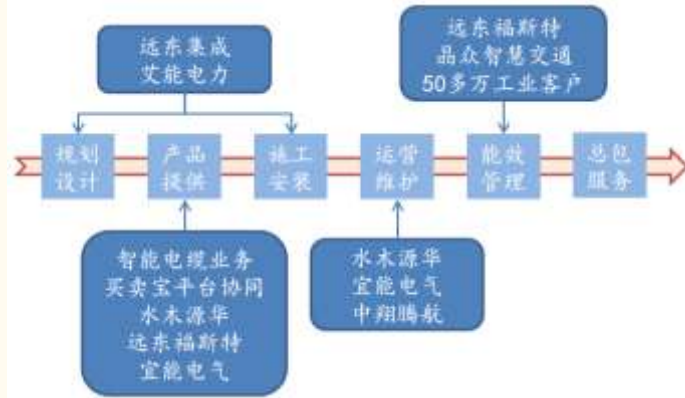 远东集成
艾能电力
远东福斯特
品众智慧交通
50多万工业客户
规划
设计
产品
提供
施工
安装
运营
维护
能效
管理
总包
服务
智能电缆业务
买卖宝平台协同
水木源华
远东福斯特
宜能电气
水木源华
宜能电气
中翔腾航